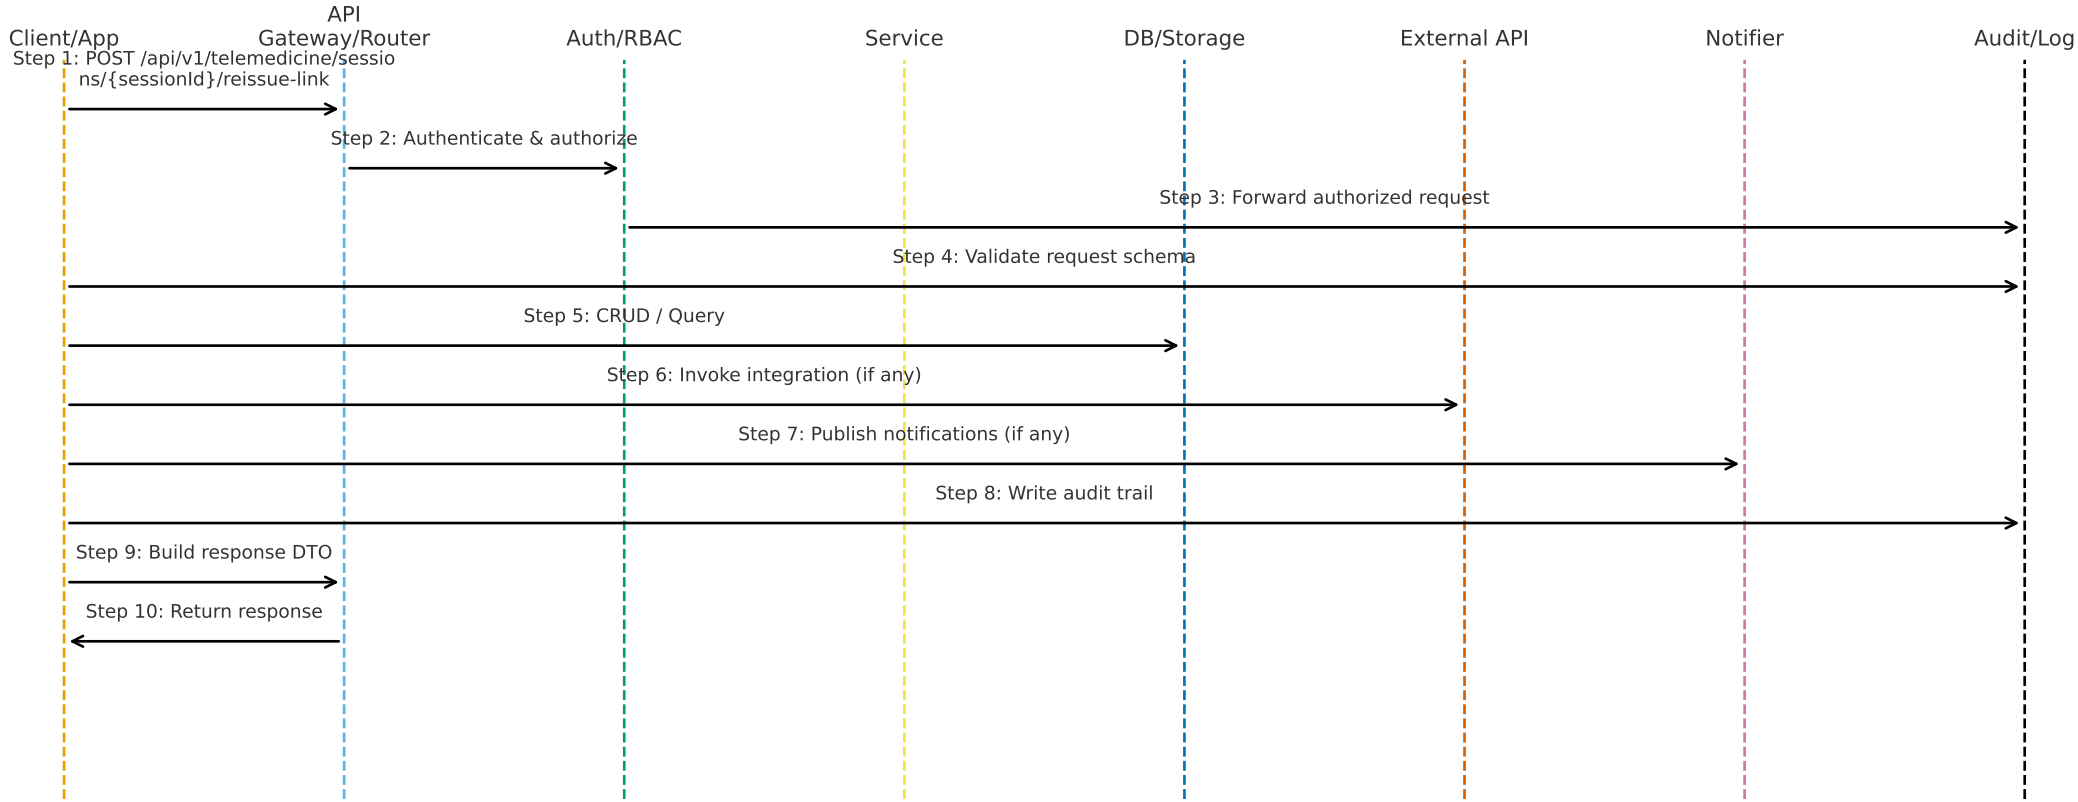 API
Client/App
Gateway/Router
Auth/RBAC
Service
DB/Storage
External API
Notifier
Audit/Log
Step 1: POST /api/v1/telemedicine/sessio
ns/{sessionId}/reissue-link
Step 2: Authenticate & authorize
Step 3: Forward authorized request
Step 4: Validate request schema
Step 5: CRUD / Query
Step 6: Invoke integration (if any)
Step 7: Publish notifications (if any)
Step 8: Write audit trail
Step 9: Build response DTO
Step 10: Return response